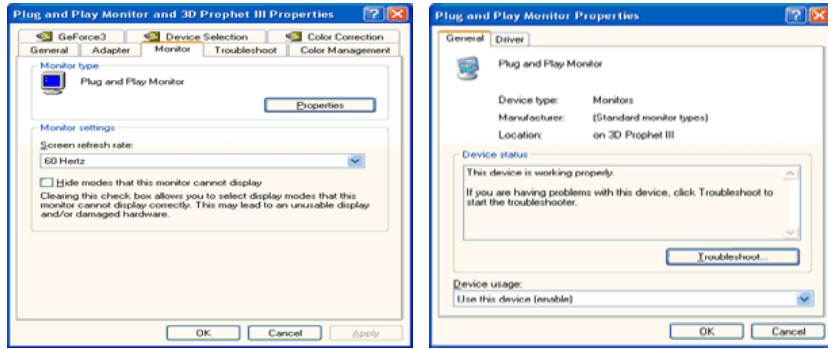 Plug and Play Monitor and 3D Prophet III Properties
GeForce3 Device Selection Color Correction
General Adapter Monitor Troubleshoot Color Management
Monitor type
Plug and Play Monitor
Properties
Monitor settings
Screen refresh rate:
60 Hertz
Hide modes that this monitor cannot display
Clearing this check box allows you to select display modes that this
monitor cannot display correctly. This may lead to an unusable display
and/or damaged hardware.
OK Cancel Apply
Plug and Play Monitor Properties
General Driver
Plug and Play Monitor
Device type: Monitors
Manufacturer: (Standard monitor types)
Location: on 3D Prophet III
Device status
This device is working properly.
If you are having problems with this device, click Troubleshoot to
start the troubleshooter.
Troubleshoot...
Device usage:
Use this device (enable)
OK Cancel